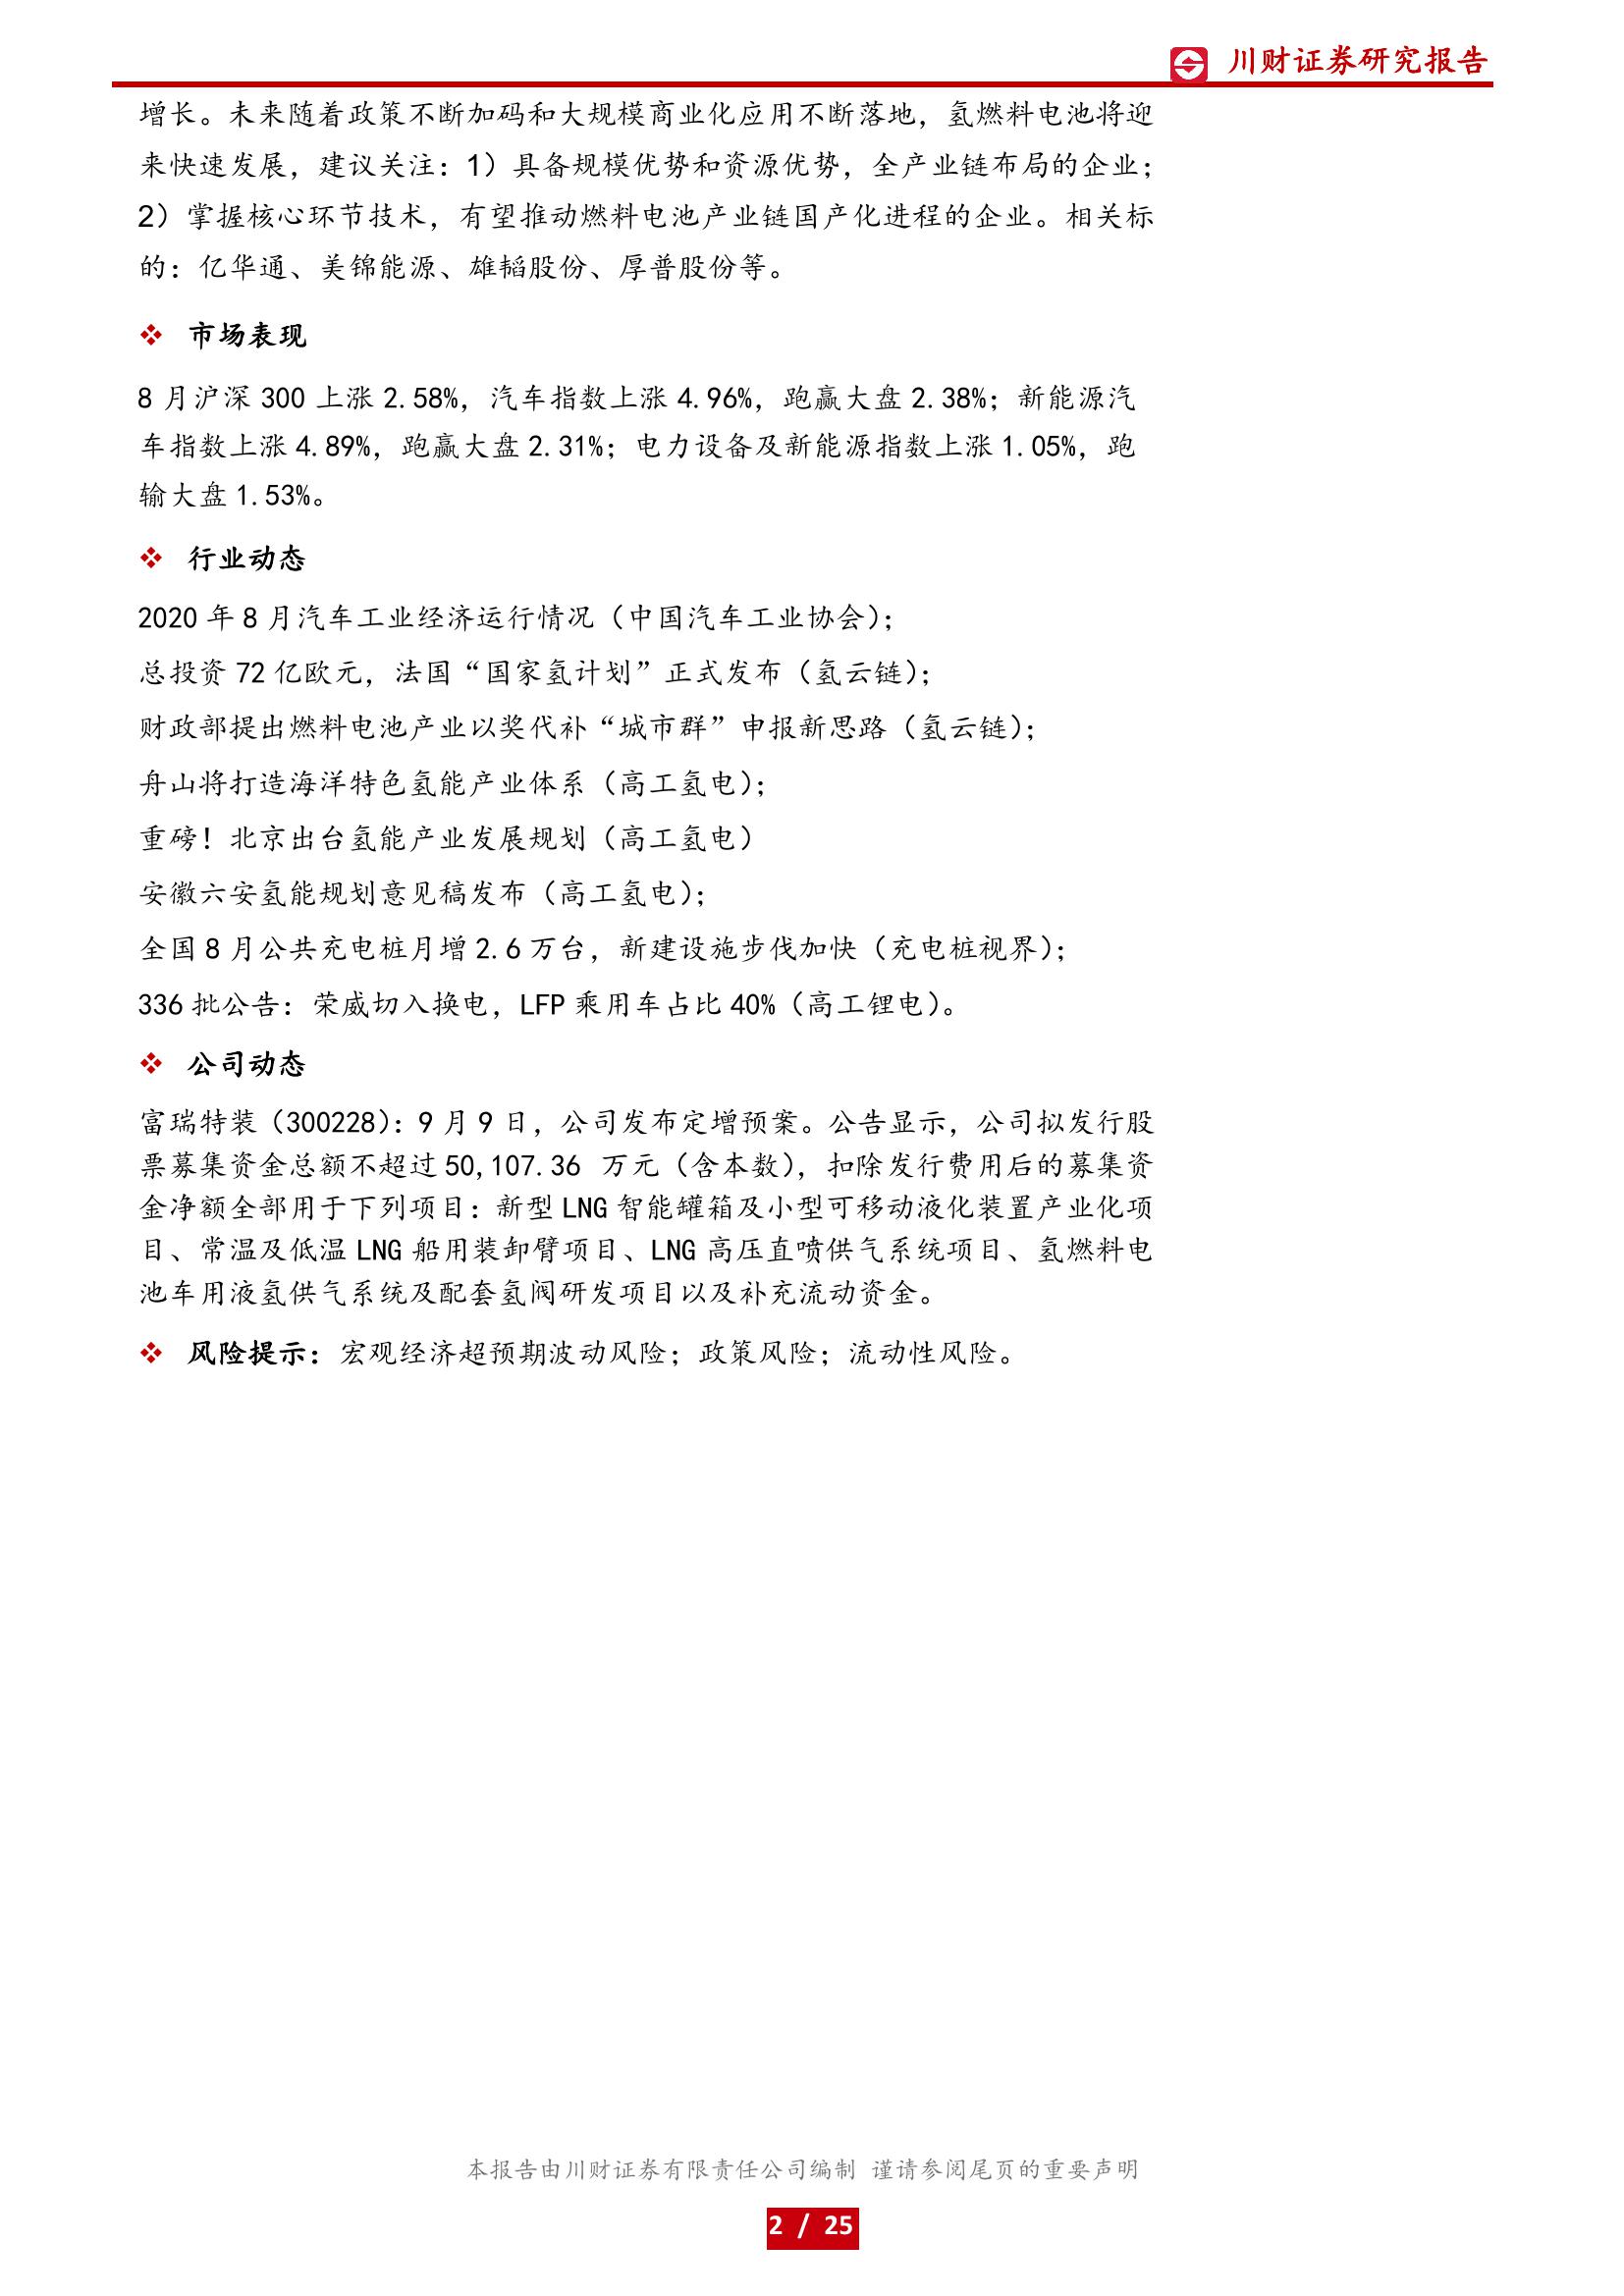 川财证券研究报告
增长。未来随着政策不断加码和大规模商业化应用不断落地，氢燃料电池将迎
来快速发展，建议关注：1）具备规模优势和资源优势，全产业链布局的企业；
2）掌握核心环节技术，有望推动燃料电池产业链国产化进程的企业。相关标
的：亿华通、美锦能源、雄韬股份、厚普股份等。
❖ 市场表现
8 月沪深 300 上涨 2.58%，汽车指数上涨 4.96%，跑赢大盘 2.38%；新能源汽
车指数上涨 4.89%，跑赢大盘 2.31%；电力设备及新能源指数上涨 1.05%，跑
输大盘 1.53%。
❖ 行业动态
2020 年 8 月汽车工业经济运行情况（中国汽车工业协会）；
总投资 72 亿欧元，法国“国家氢计划”正式发布（氢云链）；
财政部提出燃料电池产业以奖代补“城市群”申报新思路（氢云链）；
舟山将打造海洋特色氢能产业体系（高工氢电）；
重磅！北京出台氢能产业发展规划（高工氢电）
安徽六安氢能规划意见稿发布（高工氢电）；
全国 8 月公共充电桩月增 2.6 万台，新建设施步伐加快（充电桩视界）；
336 批公告：荣威切入换电，LFP 乘用车占比 40%（高工锂电）。
❖ 公司动态
富瑞特装（300228）：9 月 9 日，公司发布定增预案。公告显示，公司拟发行股
票募集资金总额不超过 50,107.36 万元（含本数），扣除发行费用后的募集资
金净额全部用于下列项目：新型 LNG 智能罐箱及小型可移动液化装置产业化项
目、常温及低温 LNG 船用装卸臂项目、LNG 高压直喷供气系统项目、氢燃料电
池车用液氢供气系统及配套氢阀研发项目以及补充流动资金。
❖ 风险提示：宏观经济超预期波动风险；政策风险；流动性风险。
本报告由川财证券有限责任公司编制 谨请参阅尾页的重要声明
2 / 25